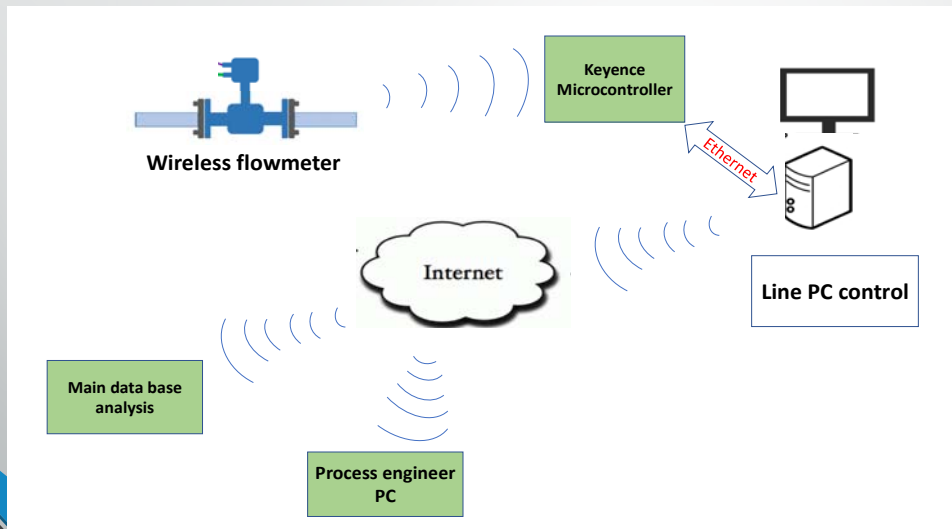 Keyence
Microcontroller
Wireless flowmeter
Ethernet
Internet
Line PC control
Main data base
analysis
Process engineer
PC